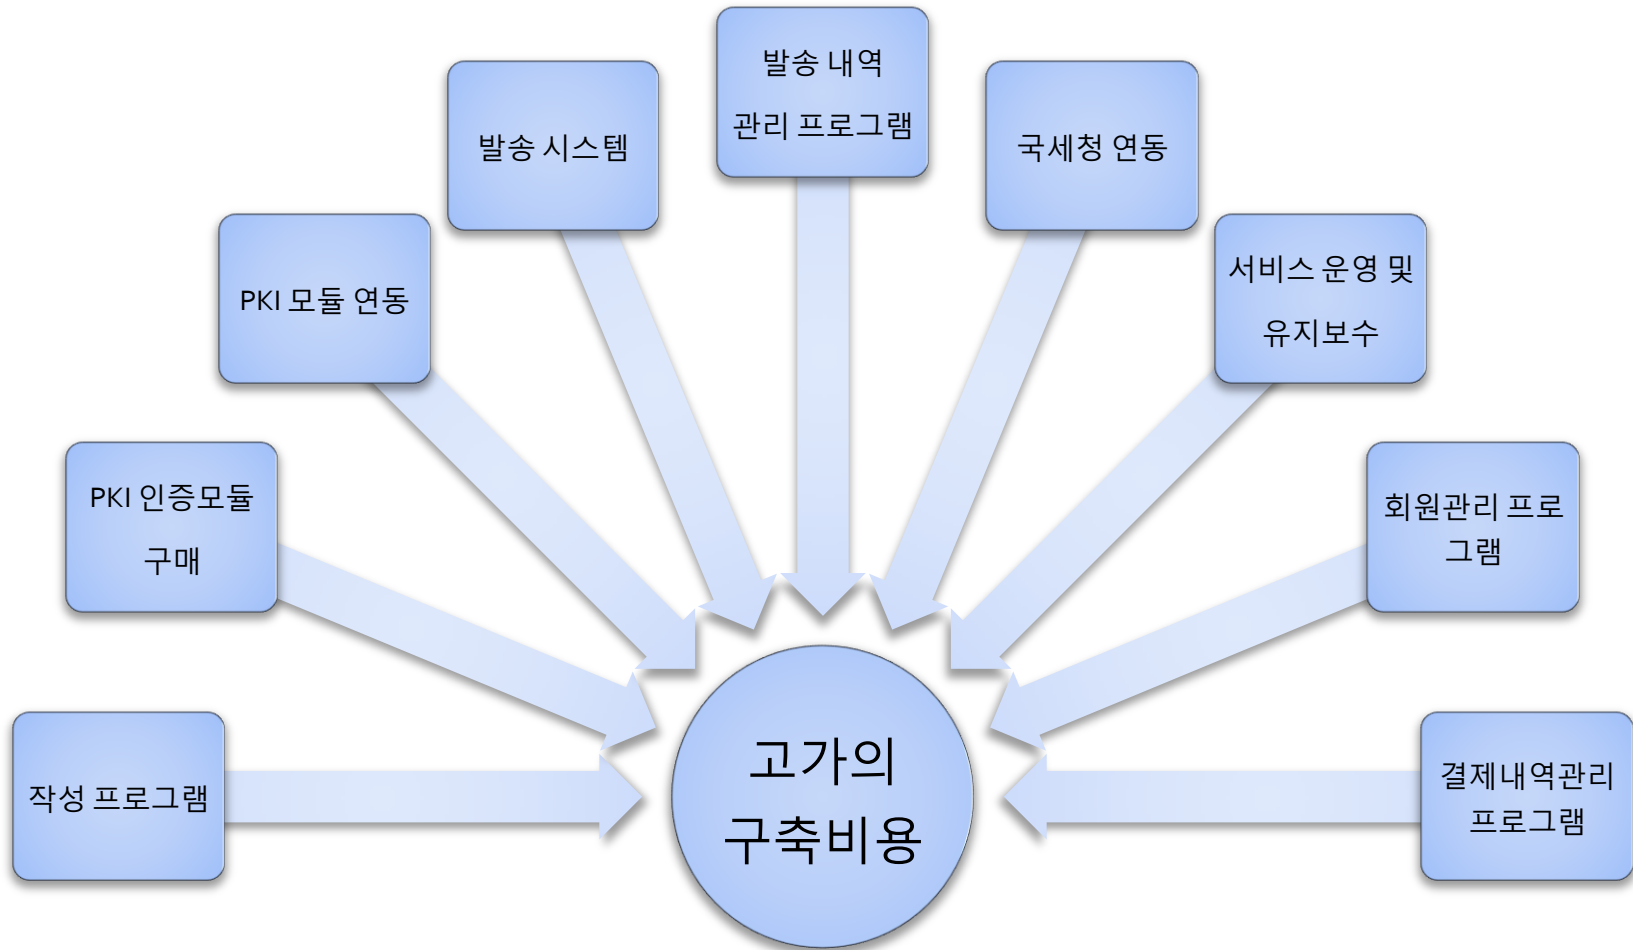 발송 내역
관리 프로그램
발송 시스템
국세청 연동
PKI 모듈 연동
서비스 운영 및
유지보수
PKI 인증모듈
구매
회원관리 프로
그램
작성 프로그램
고가의
구축비용
결제내역관리
프로그램